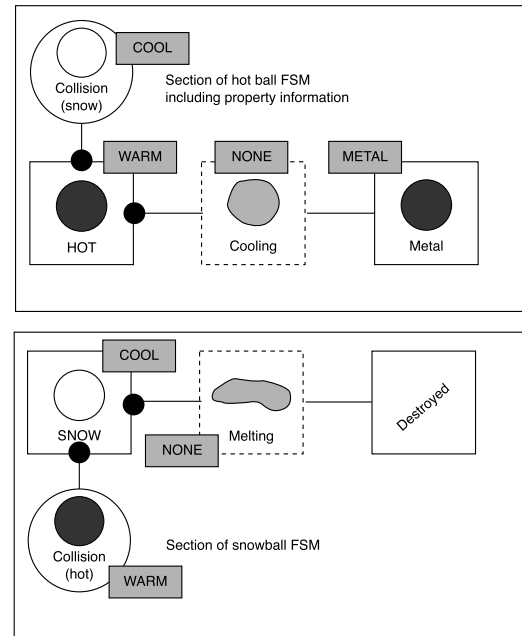 COOL
Collision
(snow)
Section of hot ball FSM
including property information
WARM
NONE
METAL
HOT
Cooling
Metal
COOL
SNOW
Melting
Destroyed
NONE
Collision
(hot)
Section of snowball FSM
WARM